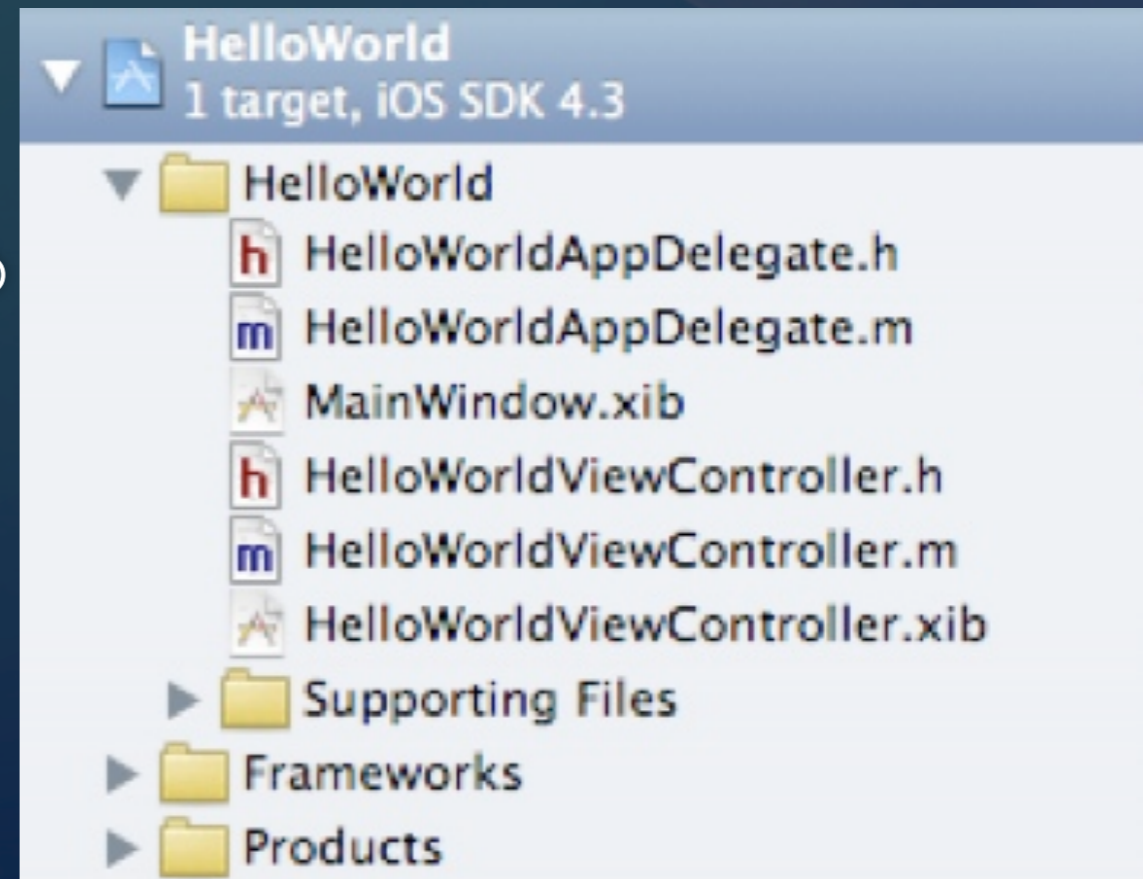 HelloWorld
1 target, iOS SDK 4.3
HelloWorld
h HelloWorldAppDelegate.h
m HelloWorldAppDelegate.m
MainWindow.xib
h HelloWorldViewController.h
m HelloWorldViewController.m
HelloWorldViewController.xib
Supporting Files
Frameworks
Products